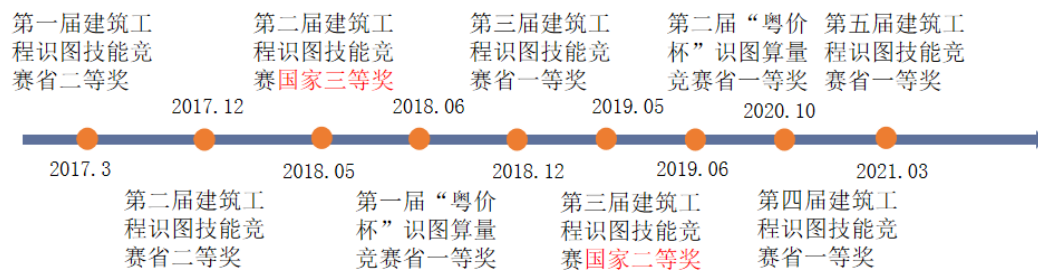 第一届建筑工
程识图技能竞
赛省二等奖
第二届建筑工
程识图技能竞
赛国家三等奖
第三届建筑工
程识图技能竞
赛省一等奖
第二届“粤价
杯”识图算量
竞赛省一等奖
第五届建筑工
程识图技能竞
赛省一等奖
2017.12
2018.06
2019.05
2020.10
2017.3
2018.05
2018.12
2019.06
2021.03
第二届建筑工
程识图技能竞
赛省二等奖
第一届“粤价
杯”识图算量
竞赛省一等奖
第三届建筑工
程识图技能竞
赛国家二等奖
第四届建筑工
程识图技能竞
赛省一等奖